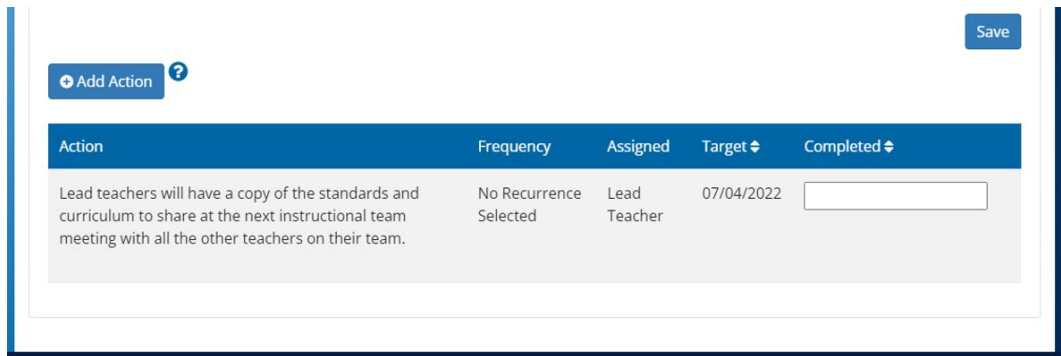 Save
Add Action ?
Action Frequency Assigned Target Completed
Lead teachers will have a copy of the standards and No Recurrence Lead 07/04/2022
curriculum to share at the next instructional team Selected Teacher
meeting with all the other teachers on their team.